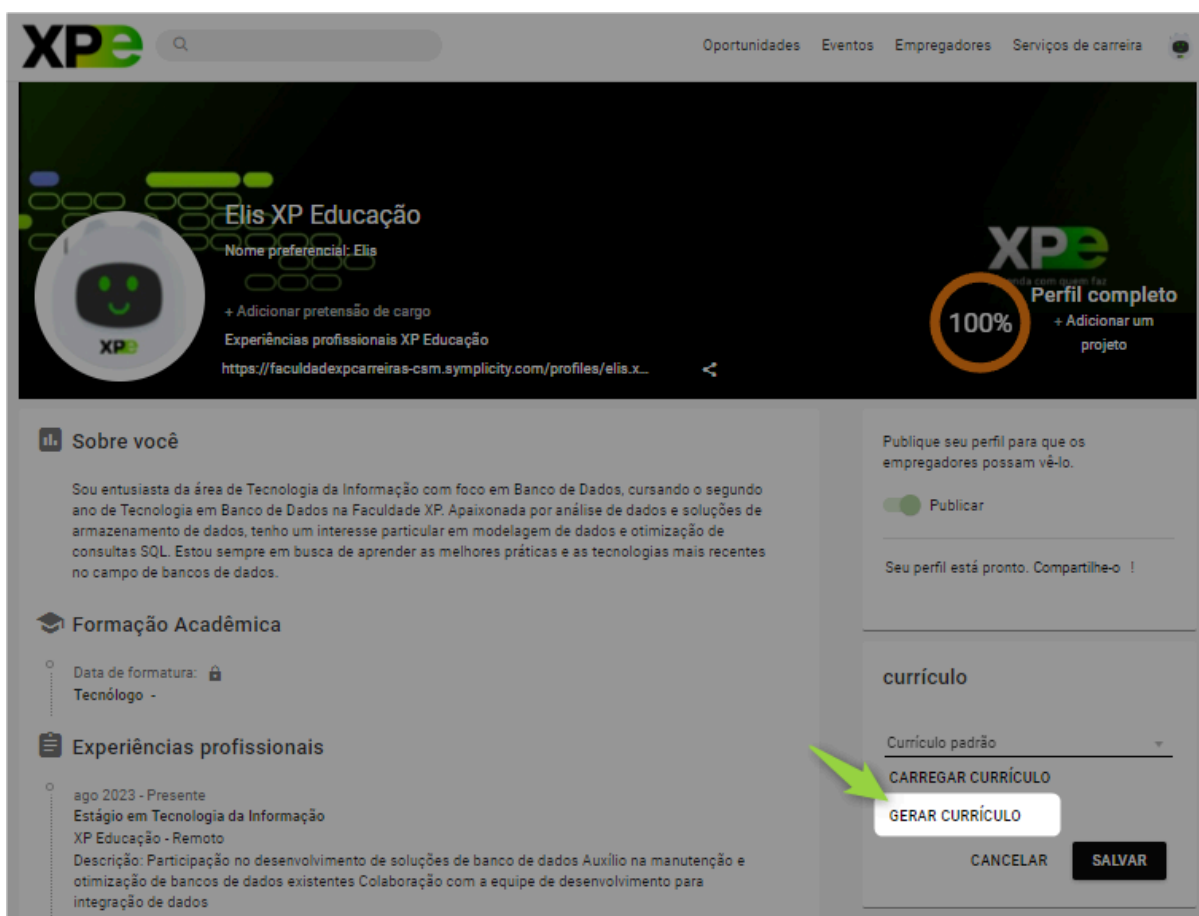 XPe
Oportunidades Eventos Empregadores Serviços de carreira
Elis XP Educação
Nome preferencial: Elis
+ Adicionar pretensão de cargo
Experiências profissionais XP Educação
https://faculdadexpcarreiras-csm.symplicity.com/profiles/elis.x...
XPe
XPe
Perfil completo
100%
+ Adicionar um
projeto
Sobre você
Sou entusiasta da área de Tecnologia da Informação com foco em Banco de Dados, cursando o segundo
ano de Tecnologia em Banco de Dados na Faculdade XP. Apaixonada por análise de dados e soluções de
armazenamento de dados, tenho um interesse particular em modelagem de dados e otimização de
consultas SQL. Estou sempre em busca de aprender as melhores práticas e as tecnologias mais recentes
no campo de bancos de dados.
Formação Acadêmica
Data de formatura:
Tecnólogo -
Experiências profissionais
ago 2023 - Presente
Estágio em Tecnologia da Informação
XP Educação - Remoto
Descrição: Participação no desenvolvimento de soluções de banco de dados Auxílio na manutenção e
otimização de bancos de dados existentes Colaboração com a equipe de desenvolvimento para
integração de dados
Publique seu perfil para que os
empregadores possam vê-lo.
Publicar
Seu perfil está pronto. Compartilhe-o !
currículo
Currículo padrão
CARREGAR CURRÍCULO
GERAR CURRÍCULO
CANCELAR SALVAR